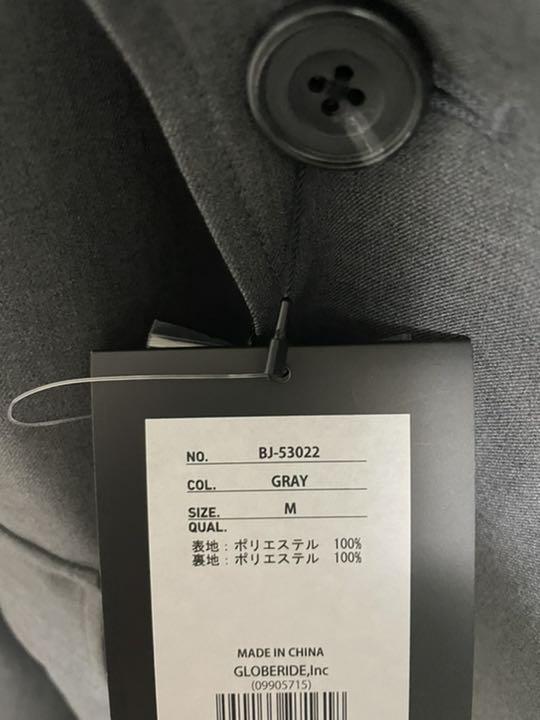 NO. BJ-53022
COL. GRAY
SIZE. M
QUAL.
表地：ポリエステル 100%
裏地：ポリエステル 100%
MADE IN CHINA
GLOBERIDE,Inc
(09905715)